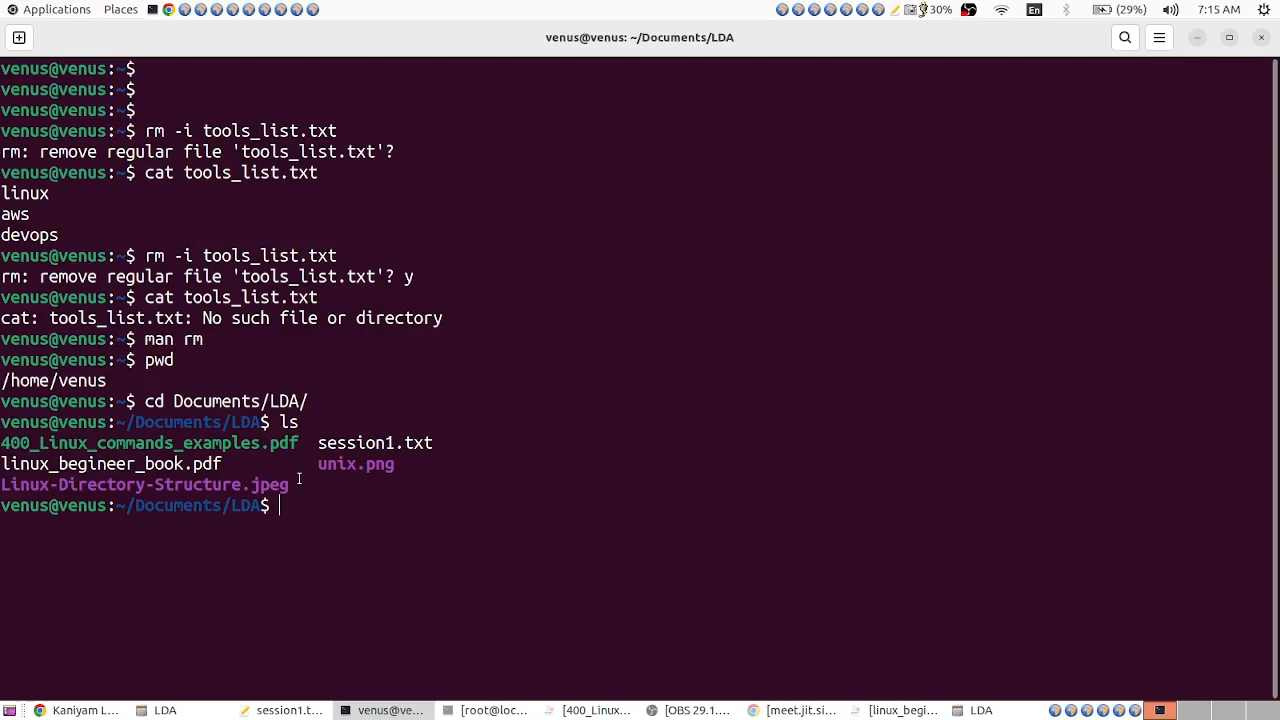 Applications Places 30% En (29%) 7:15 AM
venus@venus: ~/Documents/LDA
venus@venus:~$
venus@venus:~$
venus@venus:~$
venus@venus:~$ rm -i tools_list.txt
rm: remove regular file 'tools_list.txt'?
venus@venus:~$ cat tools_list.txt
linux
aws
devops
venus@venus:~$ rm -i tools_list.txt
rm: remove regular file 'tools_list.txt'? y
venus@venus:~$ cat tools_list.txt
cat: tools_list.txt: No such file or directory
venus@venus:~$ man rm
venus@venus:~$ pwd
/home/venus
venus@venus:~$ cd Documents/LDA/
venus@venus:~/Documents/LDA$ ls
400_Linux_commands_examples.pdf session1.txt
linux_begineer_book.pdf unix.png
Linux-Directory-Structure.jpeg
venus@venus:~/Documents/LDA$
Kaniyam L... LDA session1.t... venus@ve... [root@loc... [400_Linux... [OBS 29.1... [meet.jit.si... [linux_begi... LDA